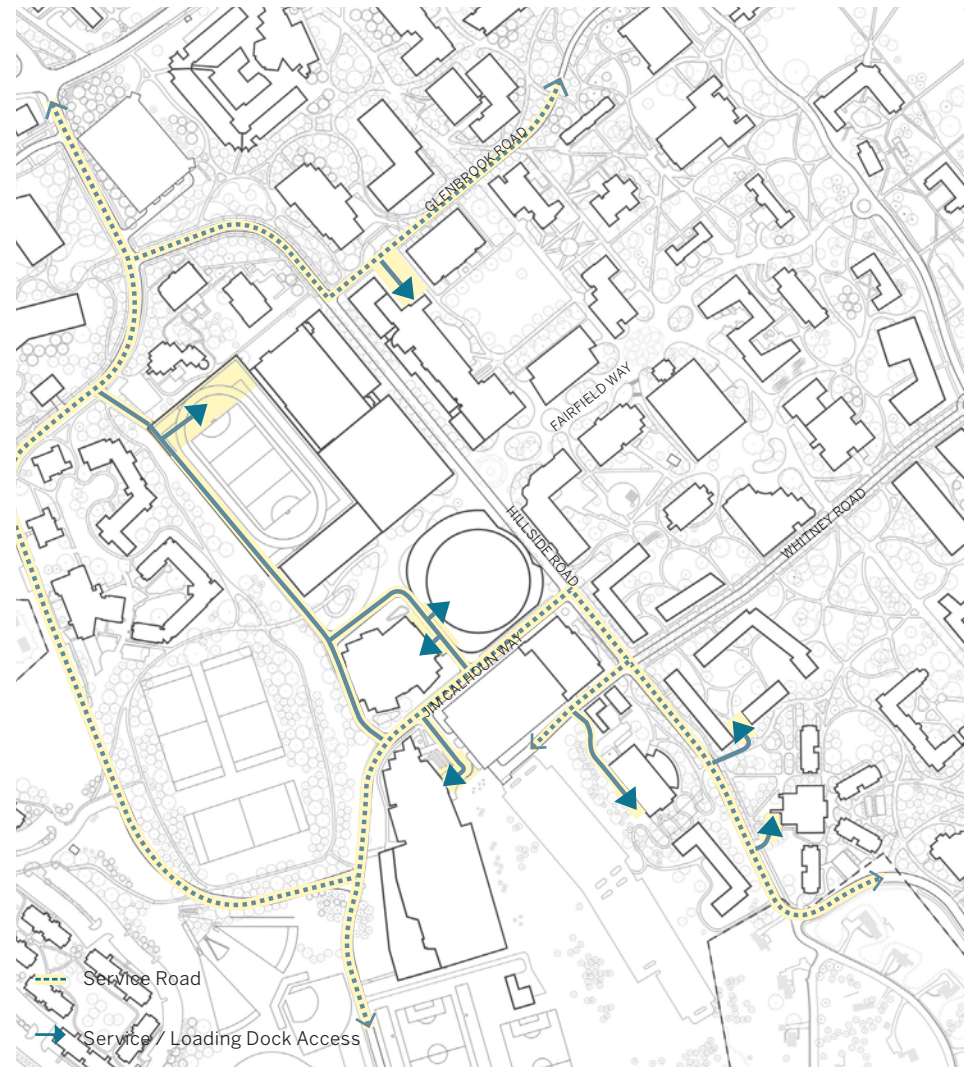 GLENBROOK ROAD
FAIRFIELD WAY
WHITNEY ROAD
HILLSIDE ROAD
JIM CALHOUN WAY
Service Road
Service / Loading Dock Access